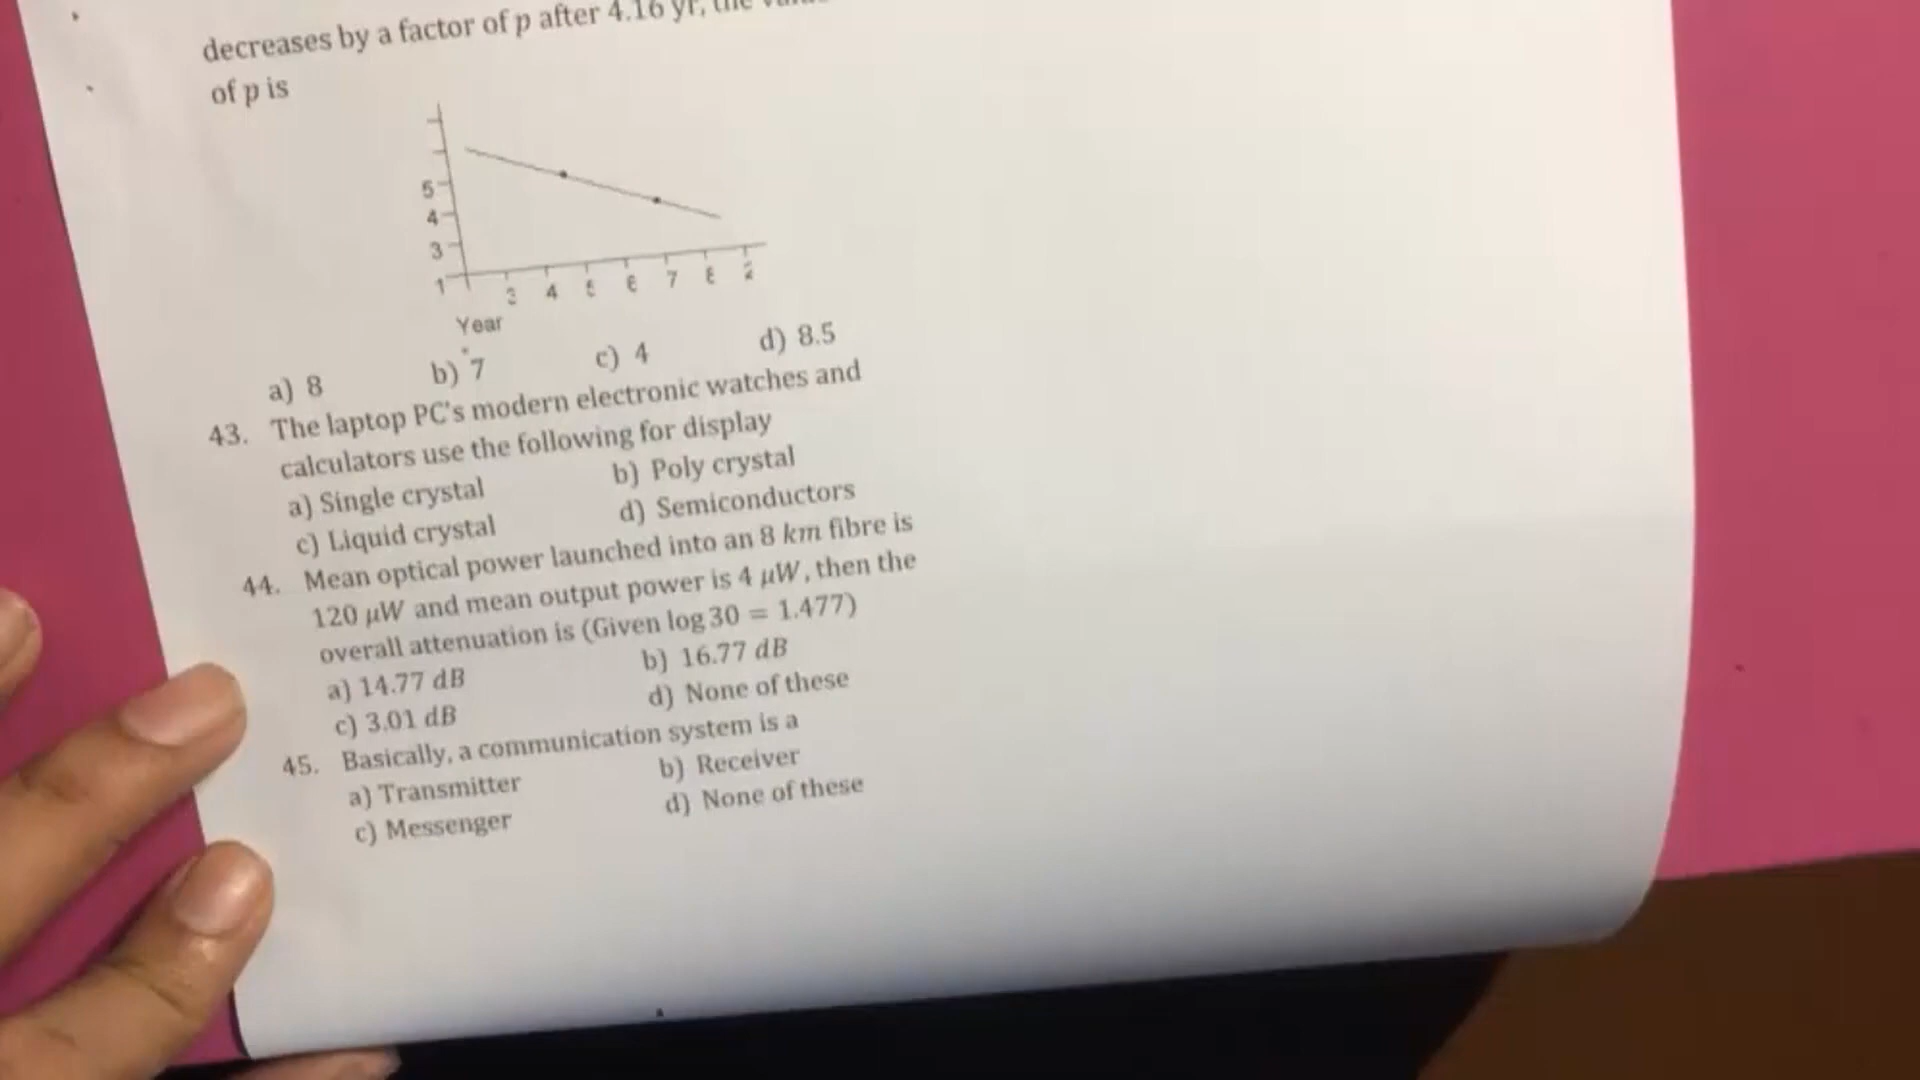 decreases by a factor of p after 4.16 yr, the
of p is
5
4
3
1
3 4 5 6 7 8
Year
a) 8 b) 7 c) 4 d) 8.5
43. The laptop PC's modern electronic watches and
calculators use the following for display
a) Single crystal b) Poly crystal
c) Liquid crystal d) Semiconductors
44. Mean optical power launched into an 8 km fibre is
120 μW and mean output power is 4 μW, then the
overall attenuation is (Given log 30 = 1.477)
a) 14.77 dB b) 16.77 dB
c) 3.01 dB d) None of these
45. Basically, a communication system is a
a) Transmitter b) Receiver
c) Messenger d) None of these